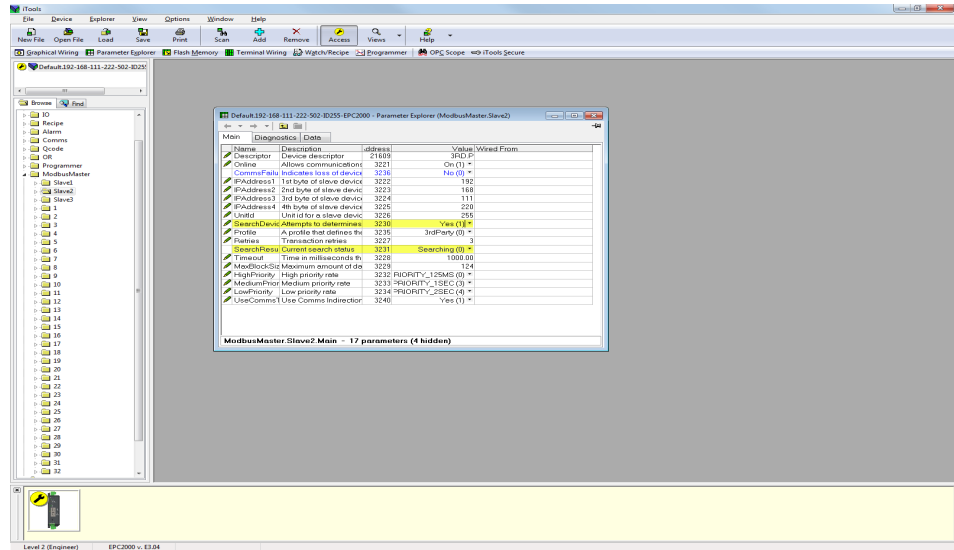 iTools
File Device Explorer View Options Window Help
New File Open File Load Save Print Scan Add Remove Access Views Help
Graphical Wiring Parameter Explorer Flash Memory Terminal Wiring Watch/Recipe Programmer OPC Scope iTools Secure
Default.192-168-111-222-502-ID255
Browse Find
IO
Recipe
Alarm
Comms
Qcode
OR
Programmer
ModbusMaster
Slave1
Slave2
Slave3
1
2
3
4
5
6
7
8
9
10
11
12
13
14
15
16
17
18
19
20
21
22
23
24
25
26
27
28
29
30
31
32
Default.192-168-111-222-502-ID255-EPC2000 - Parameter Explorer (ModbusMaster.Slave2)
Main Diagnostics Data
Name Description ddress Value Wired From
Descriptor Device descriptor 21609 3RD.P
Online Allows communications 3221 On (1)
CommsFailu Indicates loss of device 3236 No (0)
IPAddress1 1st byte of slave device 3222 192
IPAddress2 2nd byte of slave devic 3223 168
IPAddress3 3rd byte of slave device 3224 111
IPAddress4 4th byte of slave device 3225 220
UnitId Unit id for a slave devic 3226 255
SearchDevic Attempts to determines 3230 Yes (1)
Profile A profile that defines the 3235 3rdParty (0)
Retries Transaction retries 3227 3
SearchResu Current search status 3231 Searching (0)
Timeout Time in milliseconds th 3228 1000.00
MaxBlockSiz Maximum amount of da 3229 124
HighPriority High priority rate 3232 RIORITY_125MS (0)
MediumPrior Medium priority rate 3233 PRIORITY_1SEC (3)
LowPriority Low priority rate 3234 PRIORITY_2SEC (4)
UseComms Use Comms Indirection 3240 Yes (1)
ModbusMaster.Slave2.Main - 17 parameters (4 hidden)
Level 2 (Engineer) EPC2000 v. E3.04